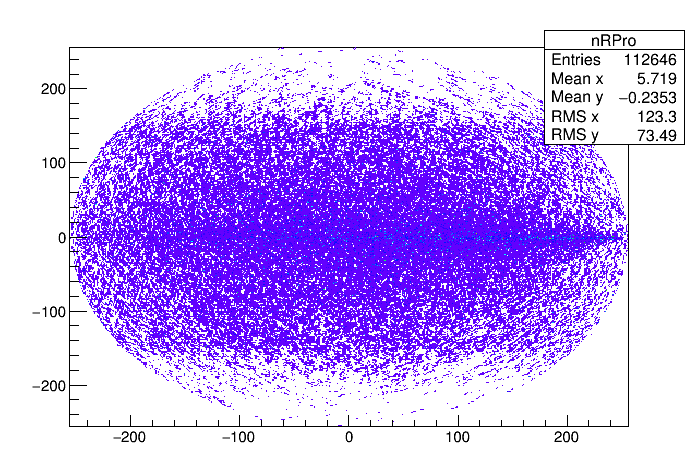 nRPro
Entries 112646
Mean x 5.719
Mean y −0.2353
RMS x 123.3
RMS y 73.49
200
100
0
−100
−200
−200 −100 0 100 200